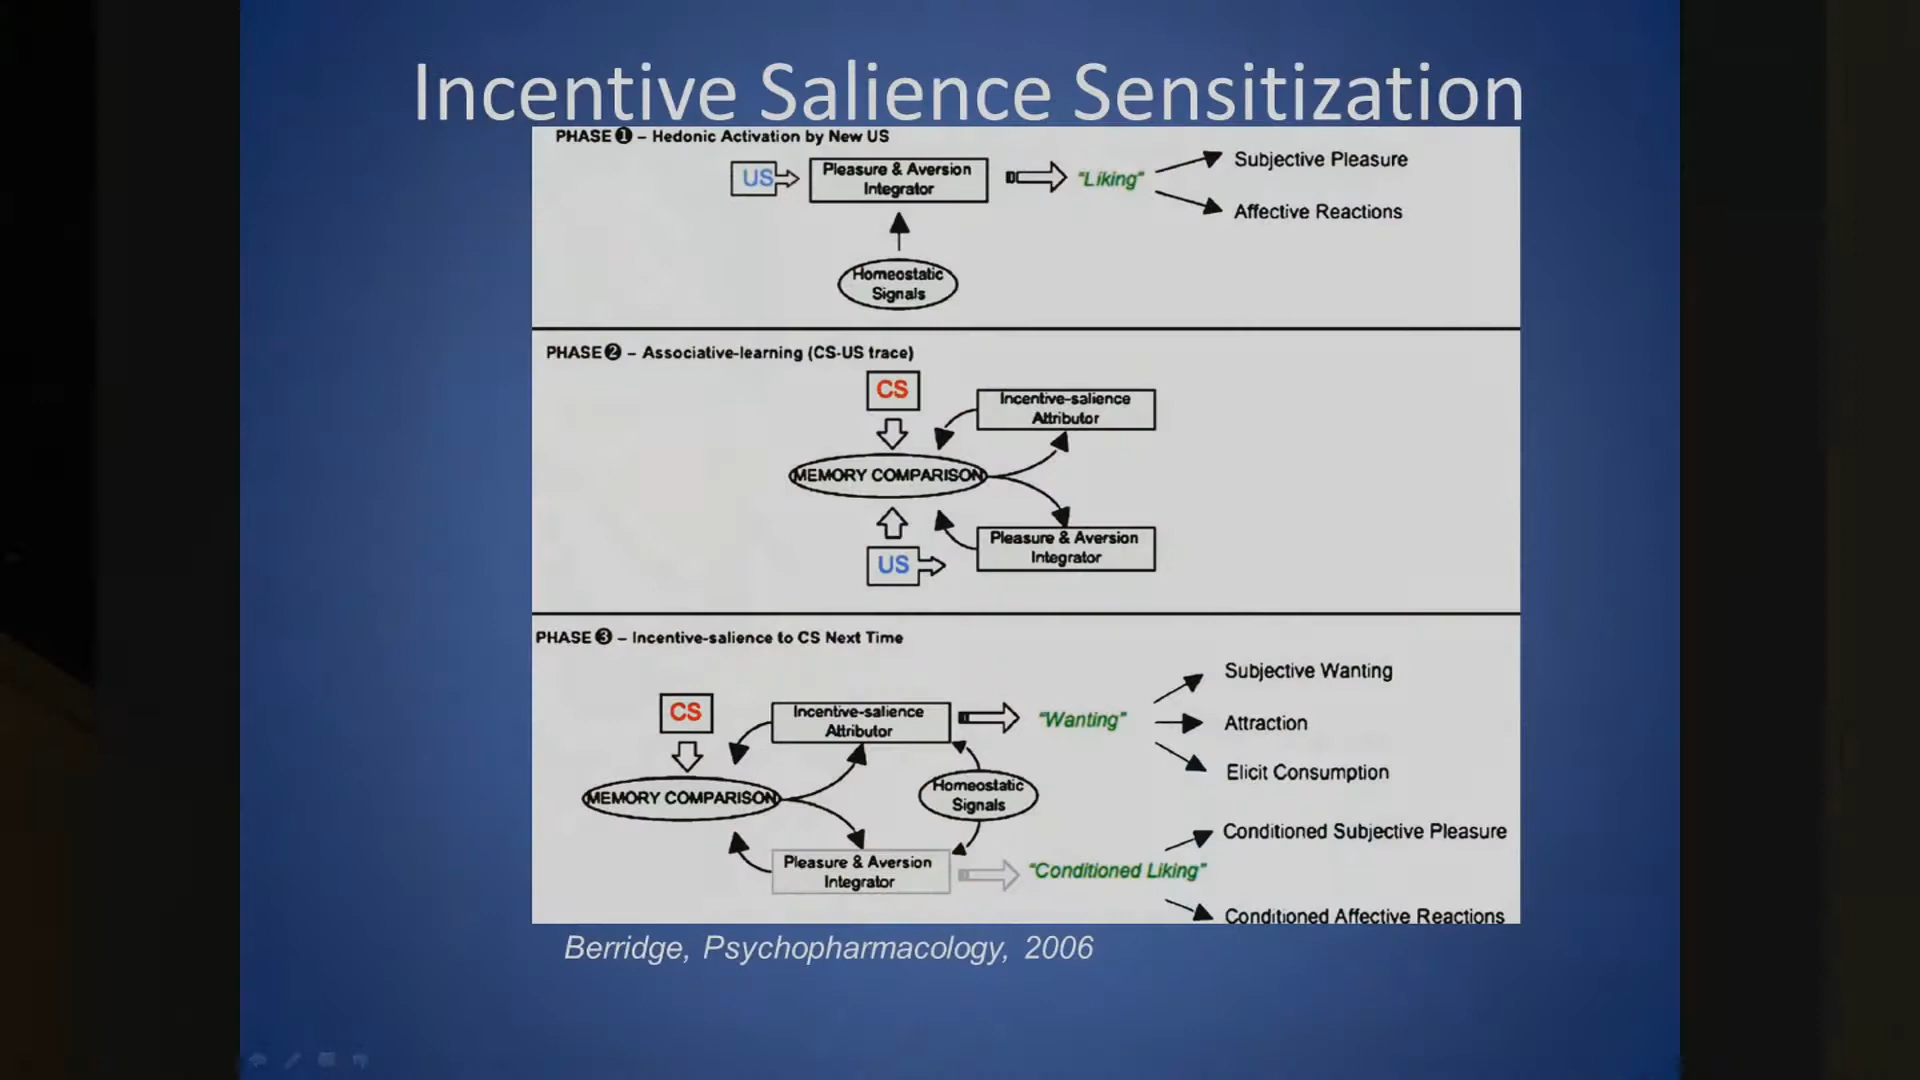 Incentive Salience Sensitization
PHASE 1 – Hedonic Activation by New US
US
Pleasure & Aversion
Integrator
"Liking"
Subjective Pleasure
Affective Reactions
Homeostatic
Signals
PHASE 2 – Associative-learning (CS-US trace)
CS
Incentive-salience
Attributor
MEMORY COMPARISON
US
Pleasure & Aversion
Integrator
PHASE 3 – Incentive-salience to CS Next Time
CS
Incentive-salience
Attributor
"Wanting"
Subjective Wanting
Attraction
Elicit Consumption
MEMORY COMPARISON
Homeostatic
Signals
Pleasure & Aversion
Integrator
"Conditioned Liking"
Conditioned Subjective Pleasure
Conditioned Affective Reactions
Berridge, Psychopharmacology, 2006